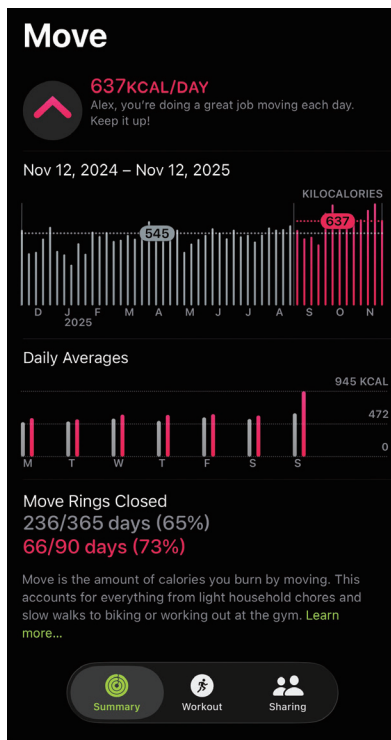 Move
637KCAL/DAY
Alex, you're doing a great job moving each day.
Keep it up!
Nov 12, 2024 – Nov 12, 2025
KILOCALORIES
637
545
D J F M A M J J A S O N
2025
Daily Averages
945 KCAL
472
0
M T W T F S S
Move Rings Closed
236/365 days (65%)
66/90 days (73%)
Move is the amount of calories you burn by moving. This
accounts for everything from light household chores and
slow walks to biking or working out at the gym. Learn
more...
Summary Workout Sharing